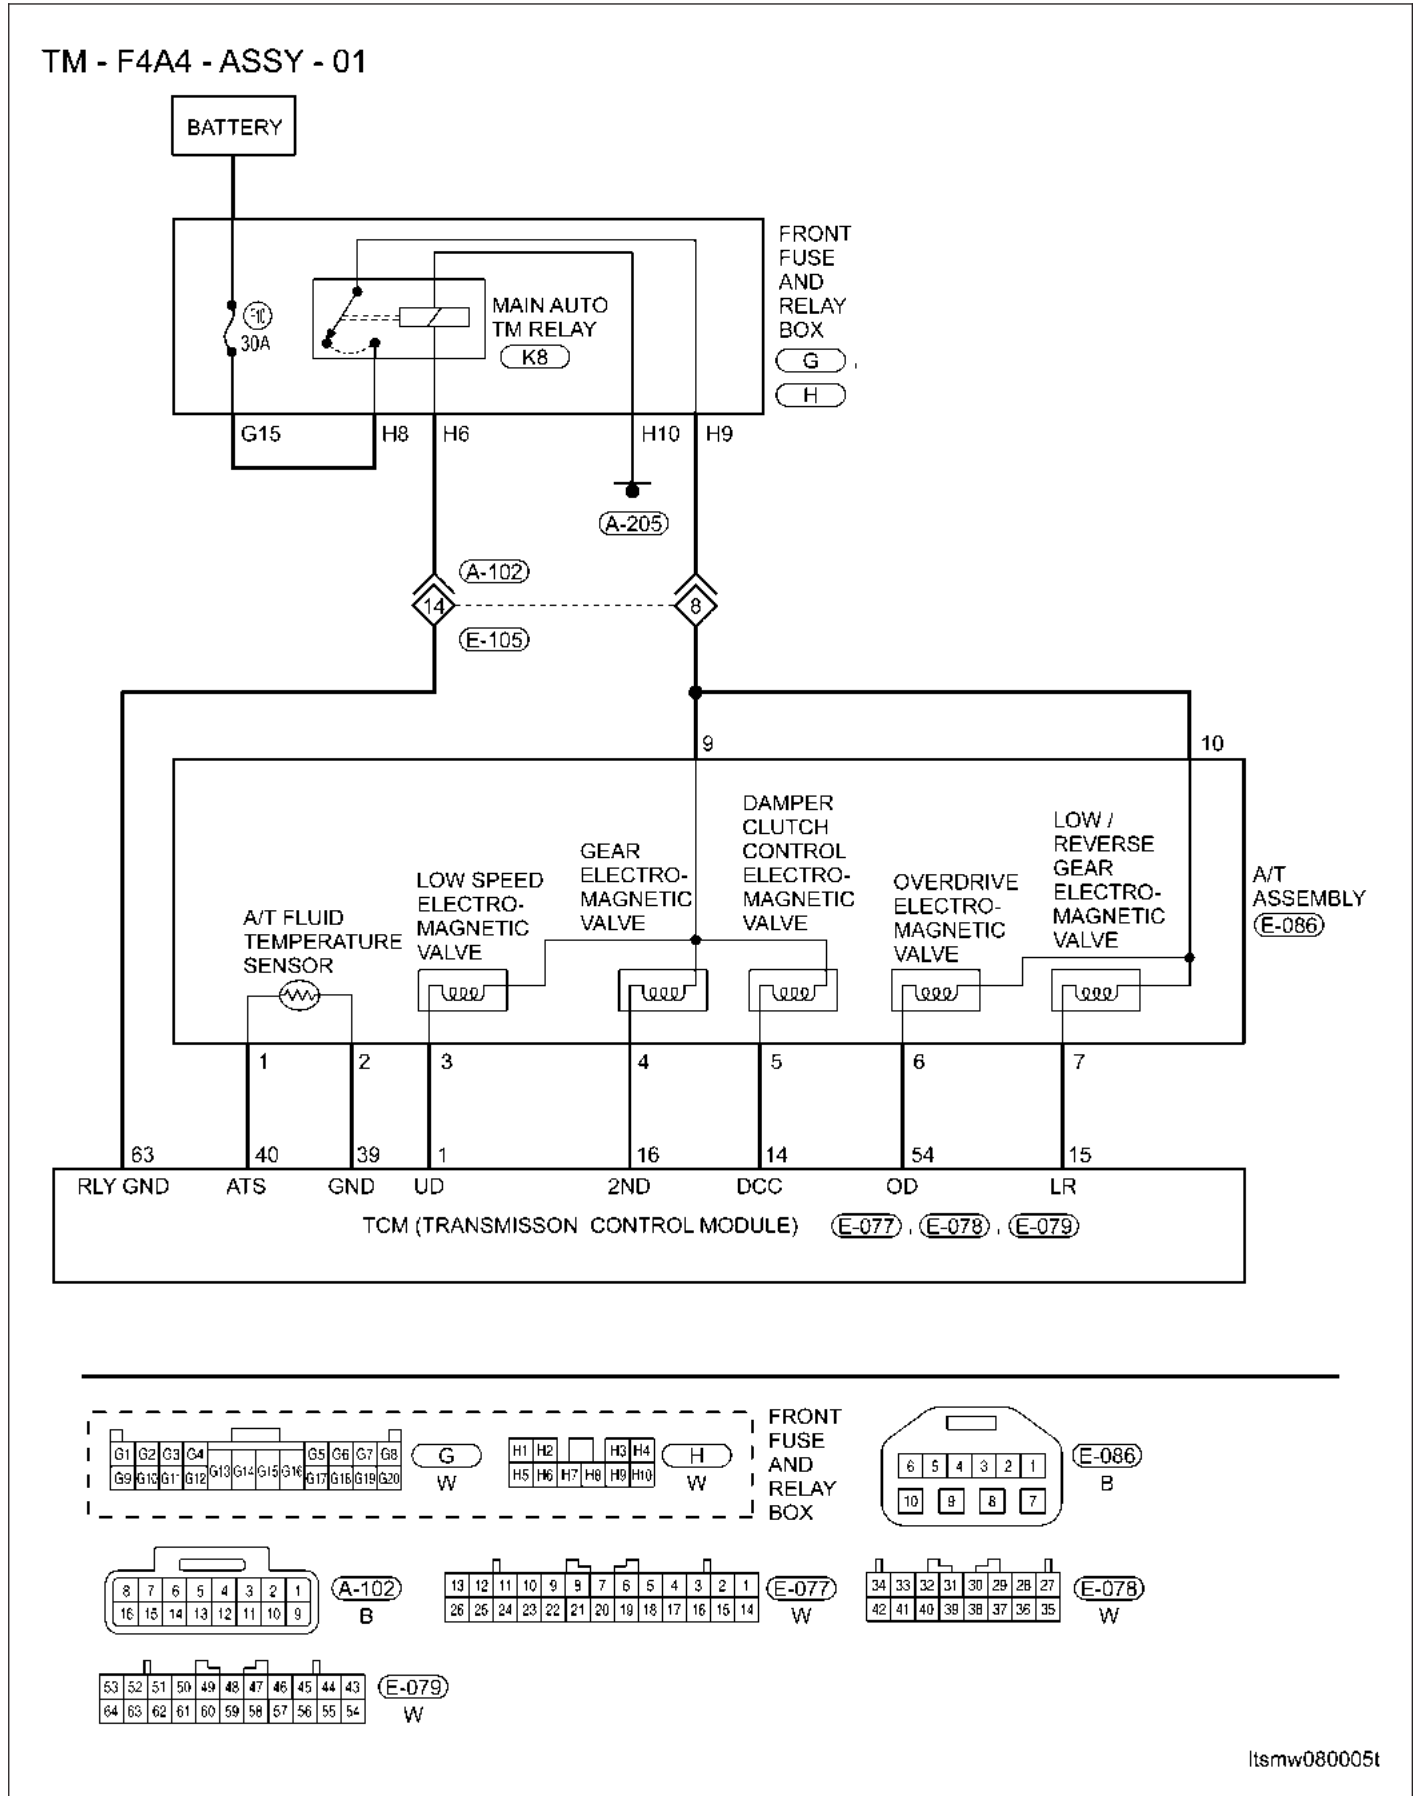 TM - F4A4 - ASSY - 01
BATTERY
FRONT
FUSE
AND
RELAY
BOX
G ,
H
F10
30A
MAIN AUTO
TM RELAY
K8
G15 H8 H6 H10 H9
A-205
A-102
14 8
E-105
9 10
DAMPER
CLUTCH
CONTROL
ELECTRO-
MAGNETIC
VALVE
LOW /
REVERSE
GEAR
ELECTRO-
MAGNETIC
VALVE
GEAR
ELECTRO-
MAGNETIC
VALVE
LOW SPEED
ELECTRO-
MAGNETIC
VALVE
OVERDRIVE
ELECTRO-
MAGNETIC
VALVE
A/T
ASSEMBLY
E-086
A/T FLUID
TEMPERATURE
SENSOR
1 2 3 4 5 6 7
63 40 39 1 16 14 54 15
RLY GND ATS GND UD 2ND DCC OD LR
TCM (TRANSMISSON CONTROL MODULE) E-077 , E-078 , E-079
FRONT
FUSE
AND
RELAY
BOX
G1 G2 G3 G4 G5 G6 G7 G8
G13 G14 G15 G16
G9 G10 G11 G12 G17 G18 G19 G20
G
W
H1 H2 H3 H4
H5 H6 H7 H8 H9 H10
H
W
6 5 4 3 2 1
10 9 8 7
E-086
B
8 7 6 5 4 3 2 1
16 15 14 13 12 11 10 9
A-102
B
13 12 11 10 9 8 7 6 5 4 3 2 1
26 25 24 23 22 21 20 19 18 17 16 15 14
E-077
W
34 33 32 31 30 29 28 27
42 41 40 39 38 37 36 35
E-078
W
53 52 51 50 49 48 47 46 45 44 43
64 63 62 61 60 59 58 57 56 55 54
E-079
W
ltsmw080005t